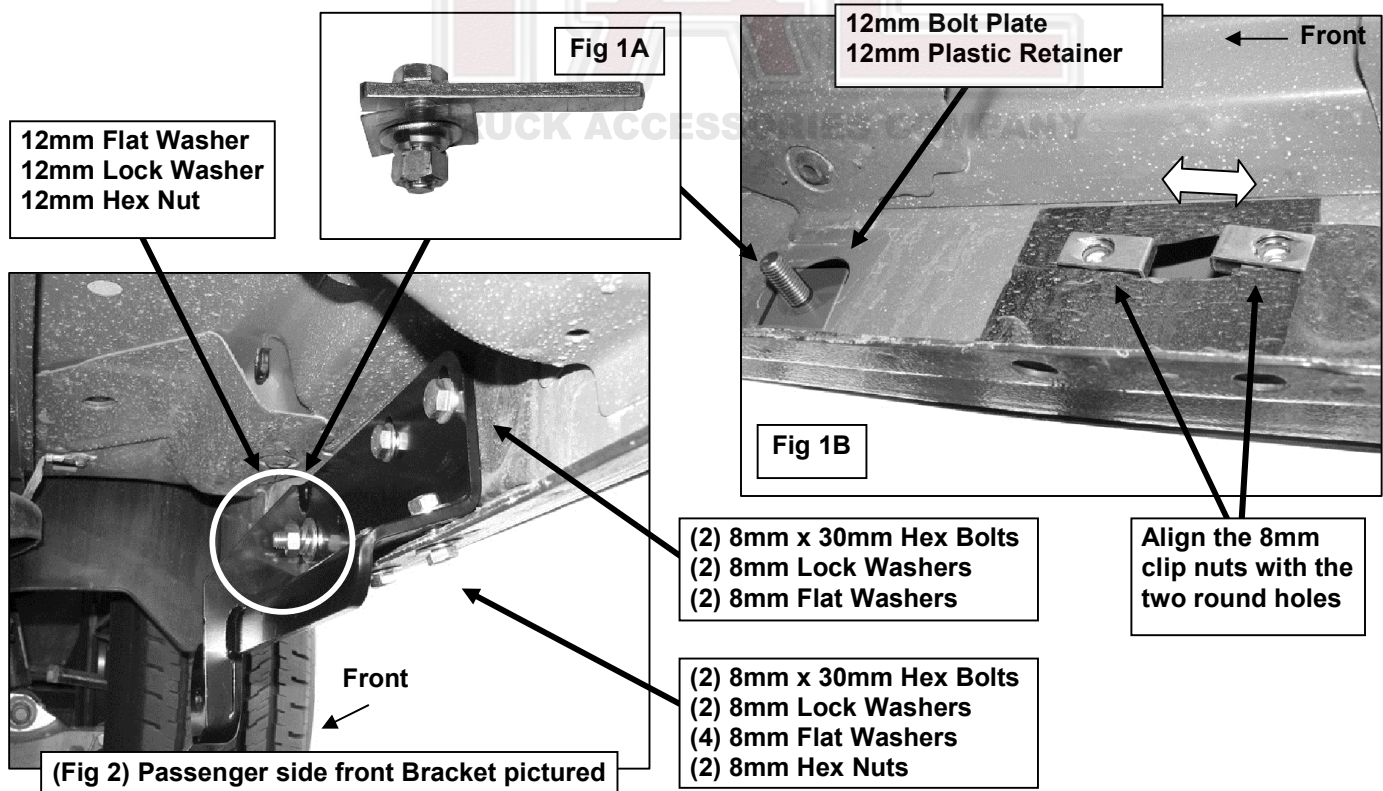 Fig 1A
12mm Bolt Plate
12mm Plastic Retainer
Front
12mm Flat Washer
12mm Lock Washer
12mm Hex Nut
TRUCK ACCESSORIES COMPANY
Fig 1B
(2) 8mm x 30mm Hex Bolts
(2) 8mm Lock Washers
(2) 8mm Flat Washers
Align the 8mm
clip nuts with the
two round holes
Front
(2) 8mm x 30mm Hex Bolts
(2) 8mm Lock Washers
(4) 8mm Flat Washers
(2) 8mm Hex Nuts
(Fig 2) Passenger side front Bracket pictured